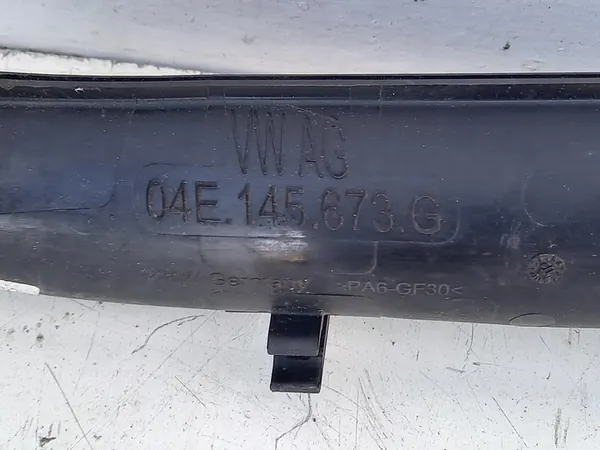 VW AG
04E.145.673.G
Germany >PA6-GF30<